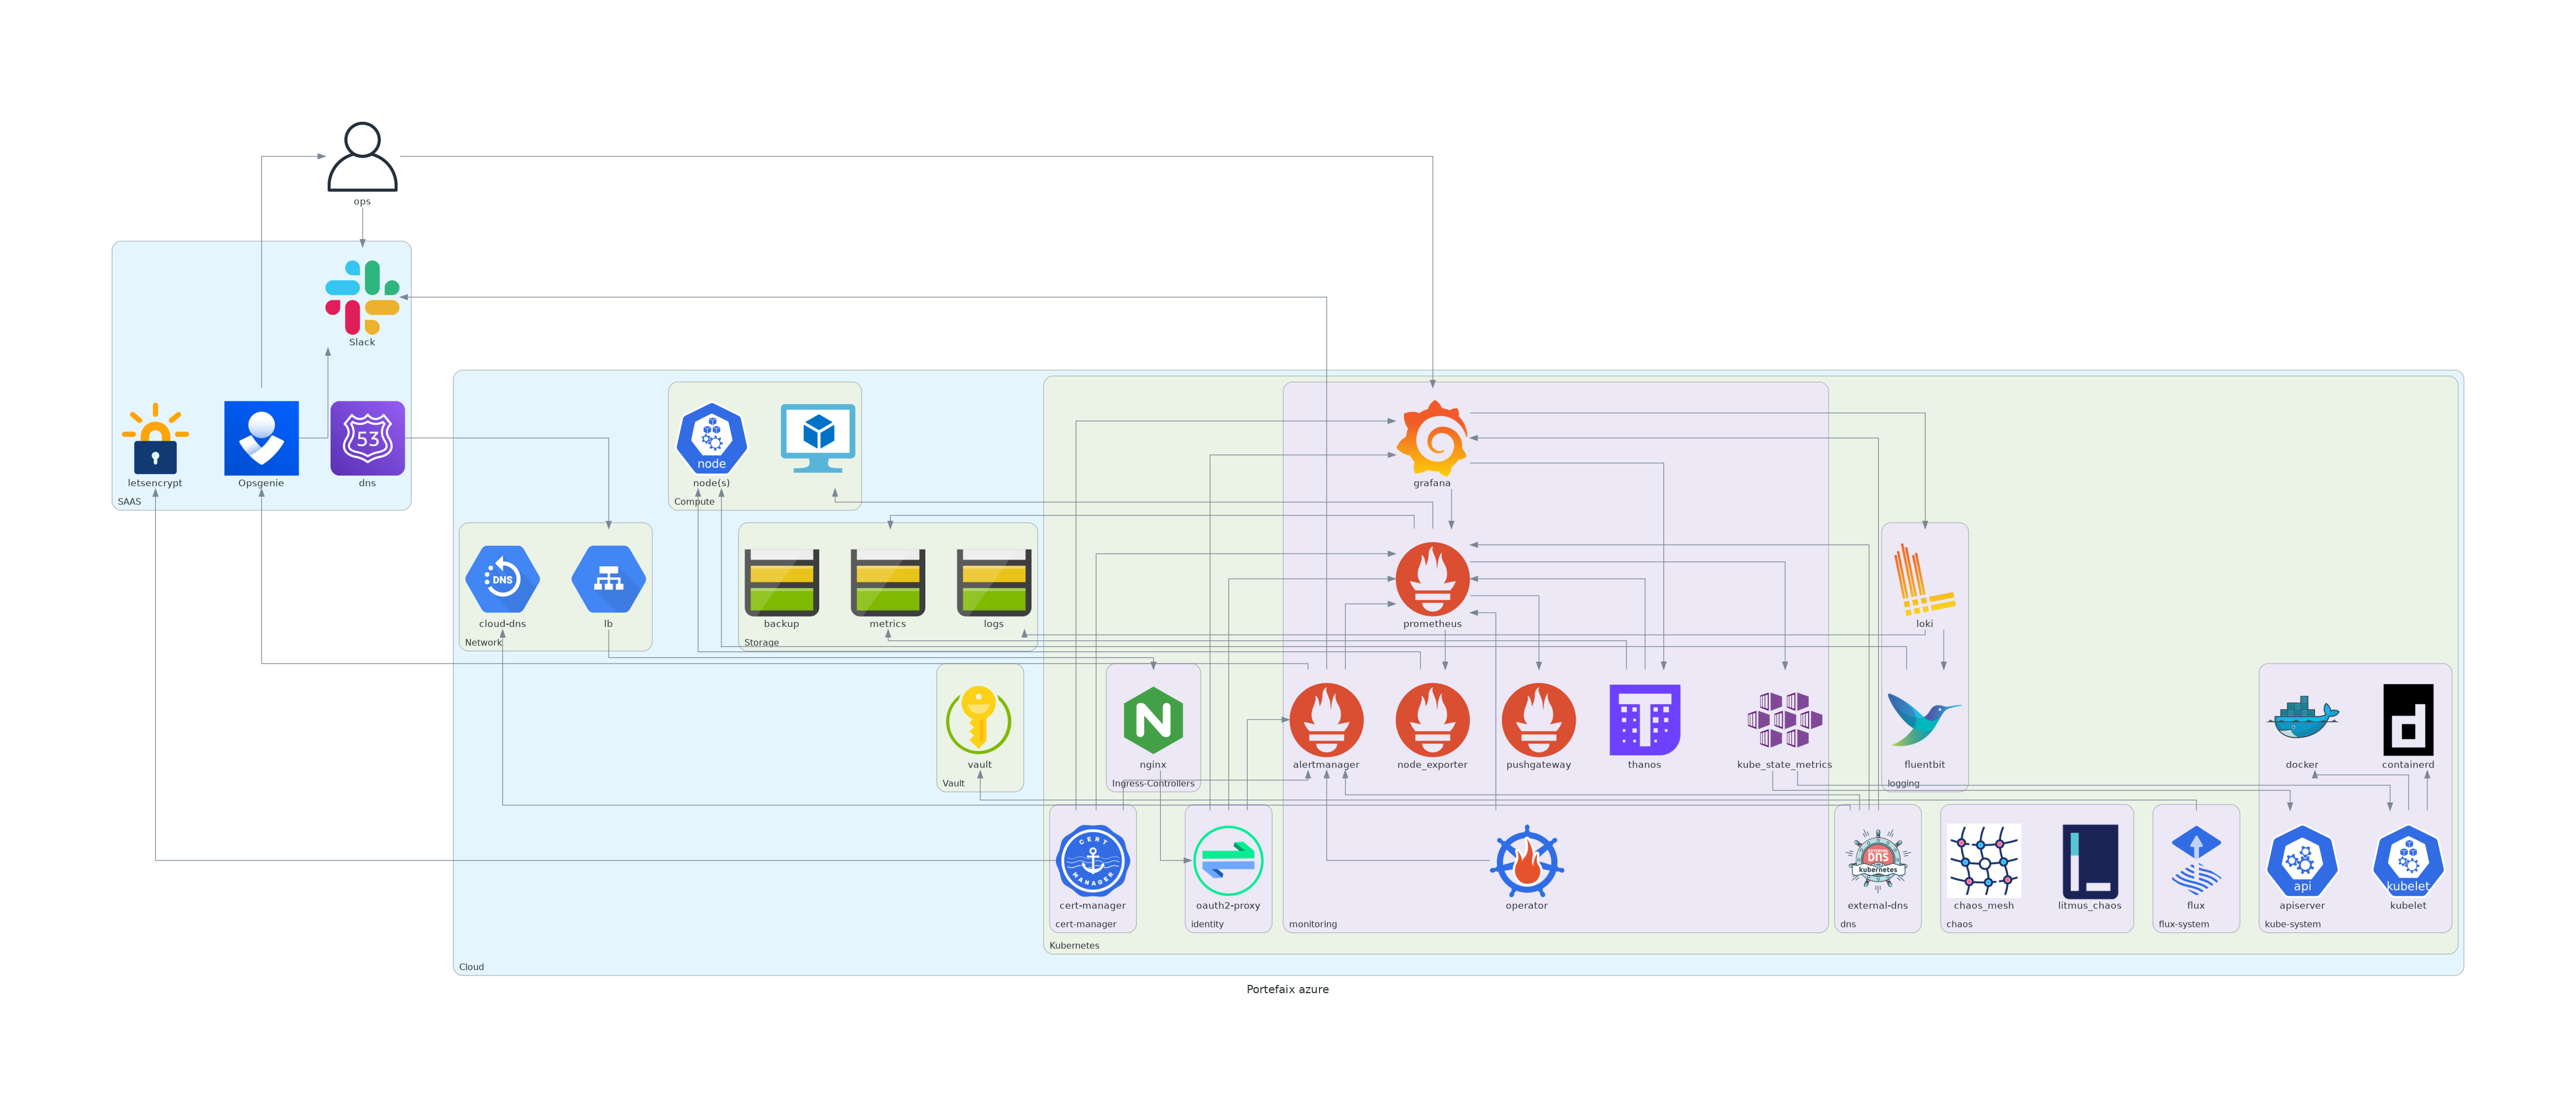 ops
Slack
letsencrypt
Opsgenie
53
dns
SAAS
node
node(s)
Compute
grafana
DNS
cloud-dns
lb
Network
backup
metrics
logs
Storage
prometheus
loki
vault
Vault
nginx
Ingress-Controllers
alertmanager
node_exporter
pushgateway
thanos
kube_state_metrics
fluentbit
logging
docker
containerd
CERT
MANAGER
cert-manager
cert-manager
oauth2-proxy
identity
operator
monitoring
EXTERNAL
DNS
kubernetes
external-dns
dns
chaos_mesh
litmus_chaos
chaos
flux
flux-system
api
apiserver
kubelet
kubelet
kube-system
Kubernetes
Cloud
Portefaix azure